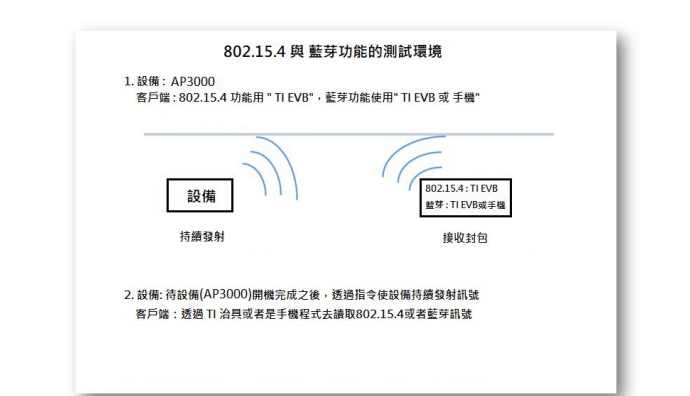 802.15.4 與 藍芽功能的測試環境
1. 設備 : AP3000
客戶端 : 802.15.4 功能用 " TI EVB"，藍芽功能使用" TI EVB 或 手機"
設備
802.15.4 : TI EVB
藍芽 : TI EVB或手機
持續發射
接收封包
2. 設備: 待設備(AP3000)開機完成之後，透過指令使設備持續發射訊號
客戶端 : 透過 TI 治具或者是手機程式去讀取802.15.4或者藍芽訊號